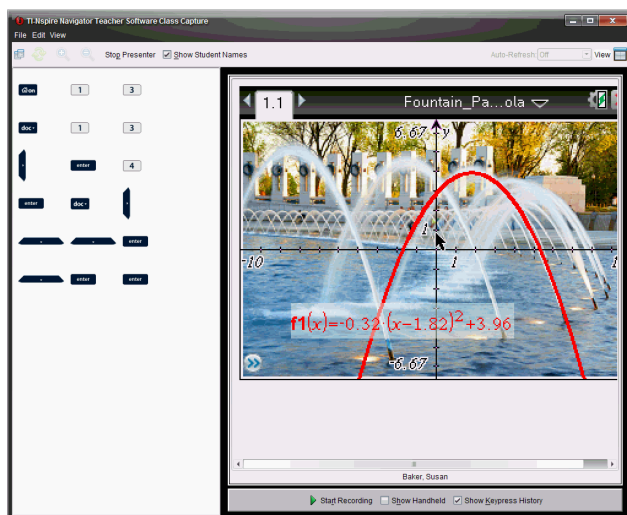 TI-Nspire Navigator Teacher Software Class Capture
File Edit View
Stop Presenter Show Student Names Auto-Refresh: Off View
on 1 3
doc 1 3
enter 4
enter doc
enter
enter enter
1.1 Fountain_Pa...ola
6.67 y
1
-10 1 1
f1(x)=-0.32·(x-1.82)²+3.96
-6.67
Baker, Susan
Start Recording Show Handheld Show Keypress History